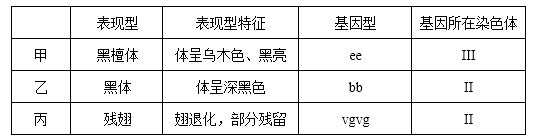 表现型 表现型特征 基因型 基因所在染色体
甲 黑檀体 体呈乌木色、黑亮 ee III
乙 黑体 体呈深黑色 bb II
丙 残翅 翅退化，部分残留 vgvg II